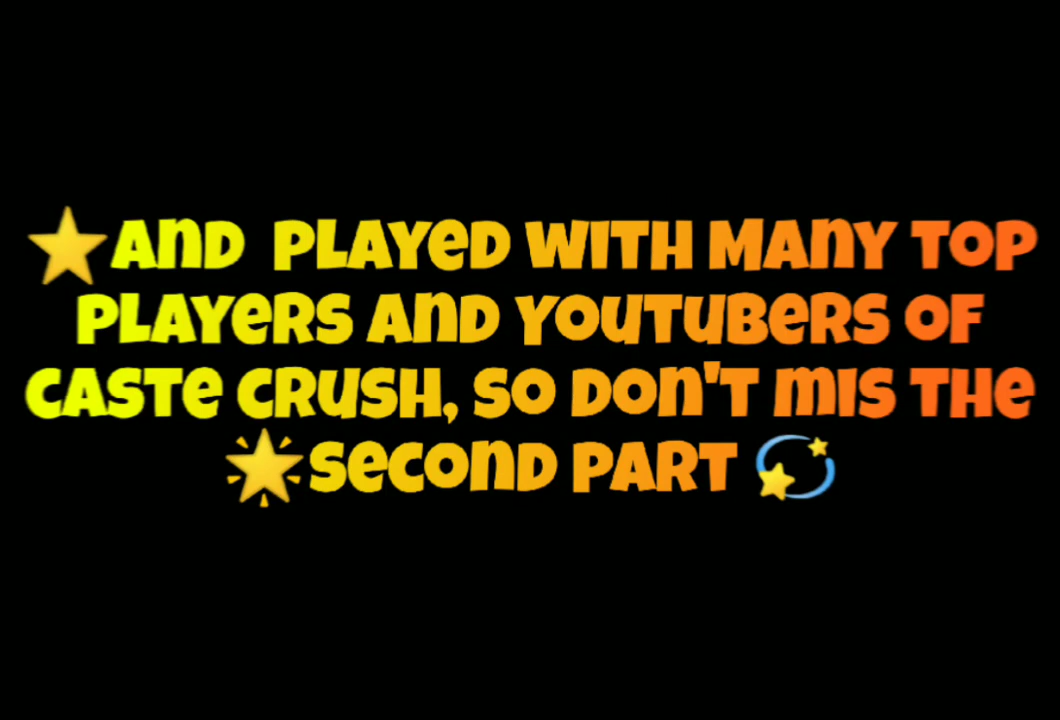 ⭐AnD PLAYeD WITH MAnY TOP
PLAYeRS AnD YouTuBeRS OF
CASTe CRuSH, SO Don'T mIS THe
🌟SeconD PART 💫